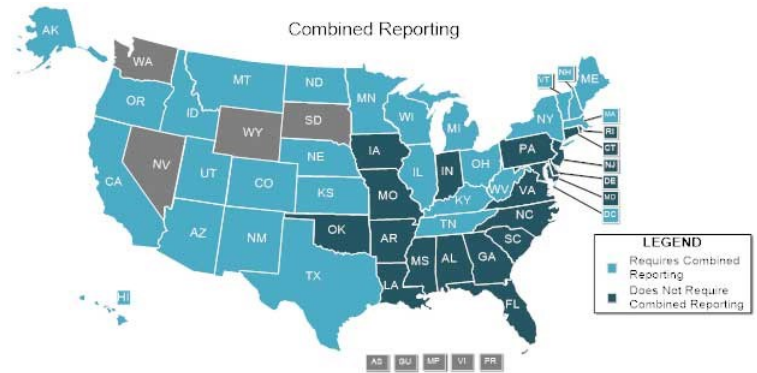 Combined Reporting
AK
WA
MT
ND
MN
OR
ID
WY
SD
WI
MI
NY
VT
NH
ME
MA
RI
CT
NJ
DE
MD
DC
NV
UT
CO
NE
KS
IA
IL
IN
OH
PA
WV
VA
KY
MO
CA
AZ
NM
OK
AR
TN
NC
SC
TX
LA
MS
AL
GA
FL
HI
LEGEND
Requires Combined
Reporting
Does Not Require
Combined Reporting
AS
GU
MP
VI
PR